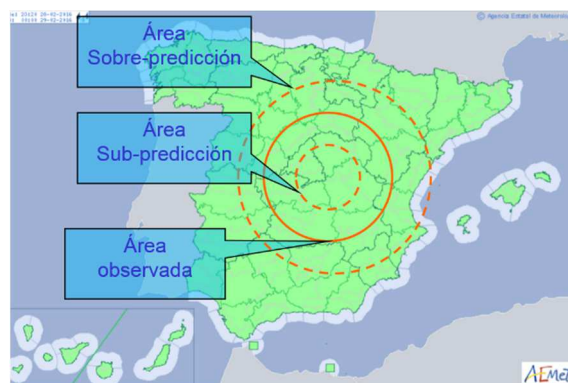 © Agencia Estatal de Meteorología
Área
Sobre-predicción
Área
Sub-predicción
Área
observada
AEMet